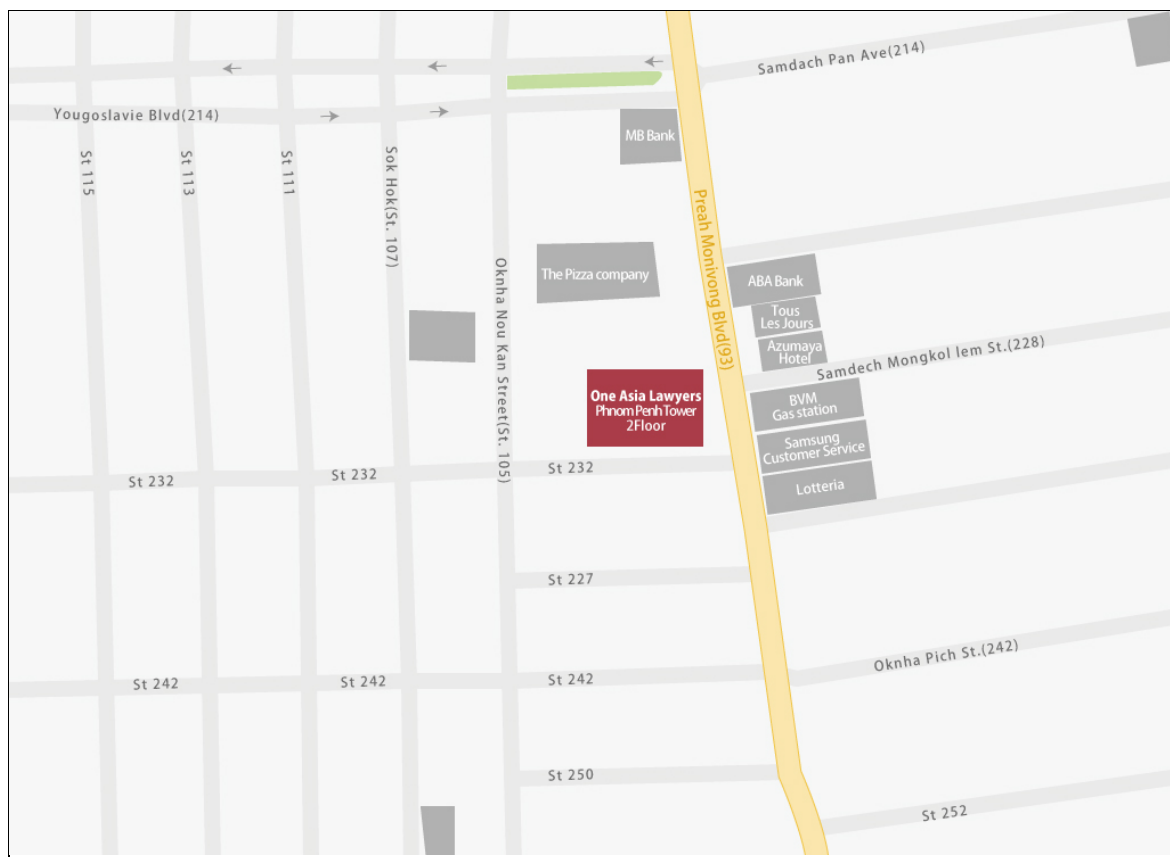 Samdach Pan Ave(214)
Yougoslavie Blvd(214)
MB Bank
St 115
St 113
St 111
Sok Hok(St. 107)
Oknha Nou Kan Street(St. 105)
Preah Monivong Blvd(93)
The Pizza company
ABA Bank
Tous
Les Jours
Azumaya
Hotel
Samdech Mongkol Iem St.(228)
One Asia Lawyers
Phnom Penh Tower
2Floor
BVM
Gas station
Samsung
Customer Service
Lotteria
St 232
St 232
St 232
St 227
Oknha Pich St.(242)
St 242
St 242
St 242
St 250
St 252